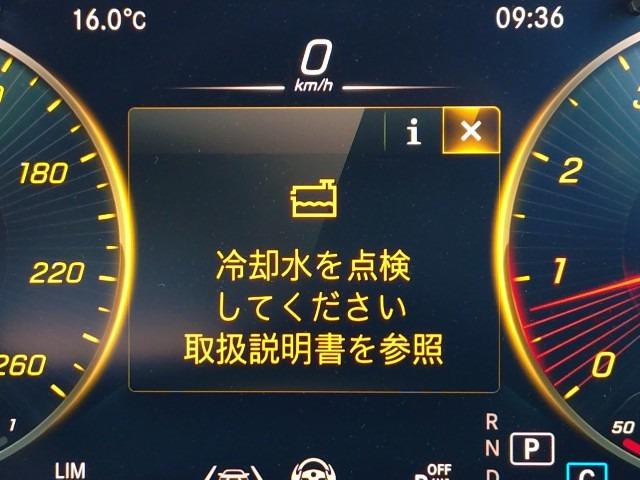 16.0℃
09:36
0
km/h
i ×
180
220
260
1
2
1
0
50
冷却水を点検
してください
取扱説明書を参照
R
N P
D
LIM
OFF
C